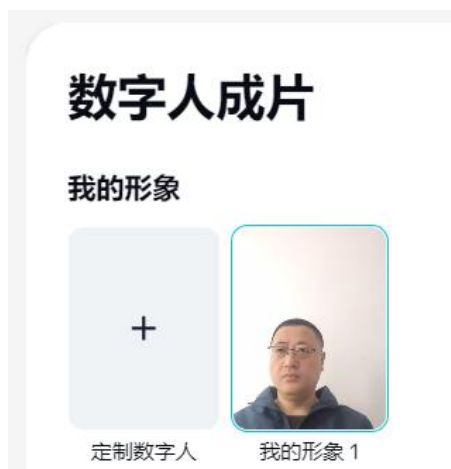 数字人成片
我的形象
+
定制数字人
我的形象 1